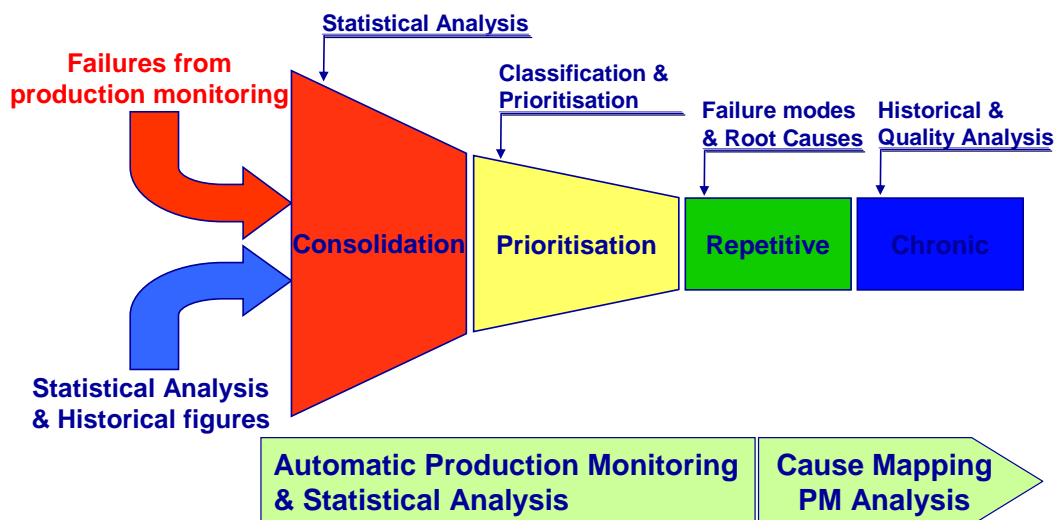 Statistical Analysis
Failures from
production monitoring
Classification &
Prioritisation
Failure modes
& Root Causes
Historical &
Quality Analysis
Consolidation
Prioritisation
Repetitive
Chronic
Statistical Analysis
& Historical figures
Automatic Production Monitoring
& Statistical Analysis
Cause Mapping
PM Analysis